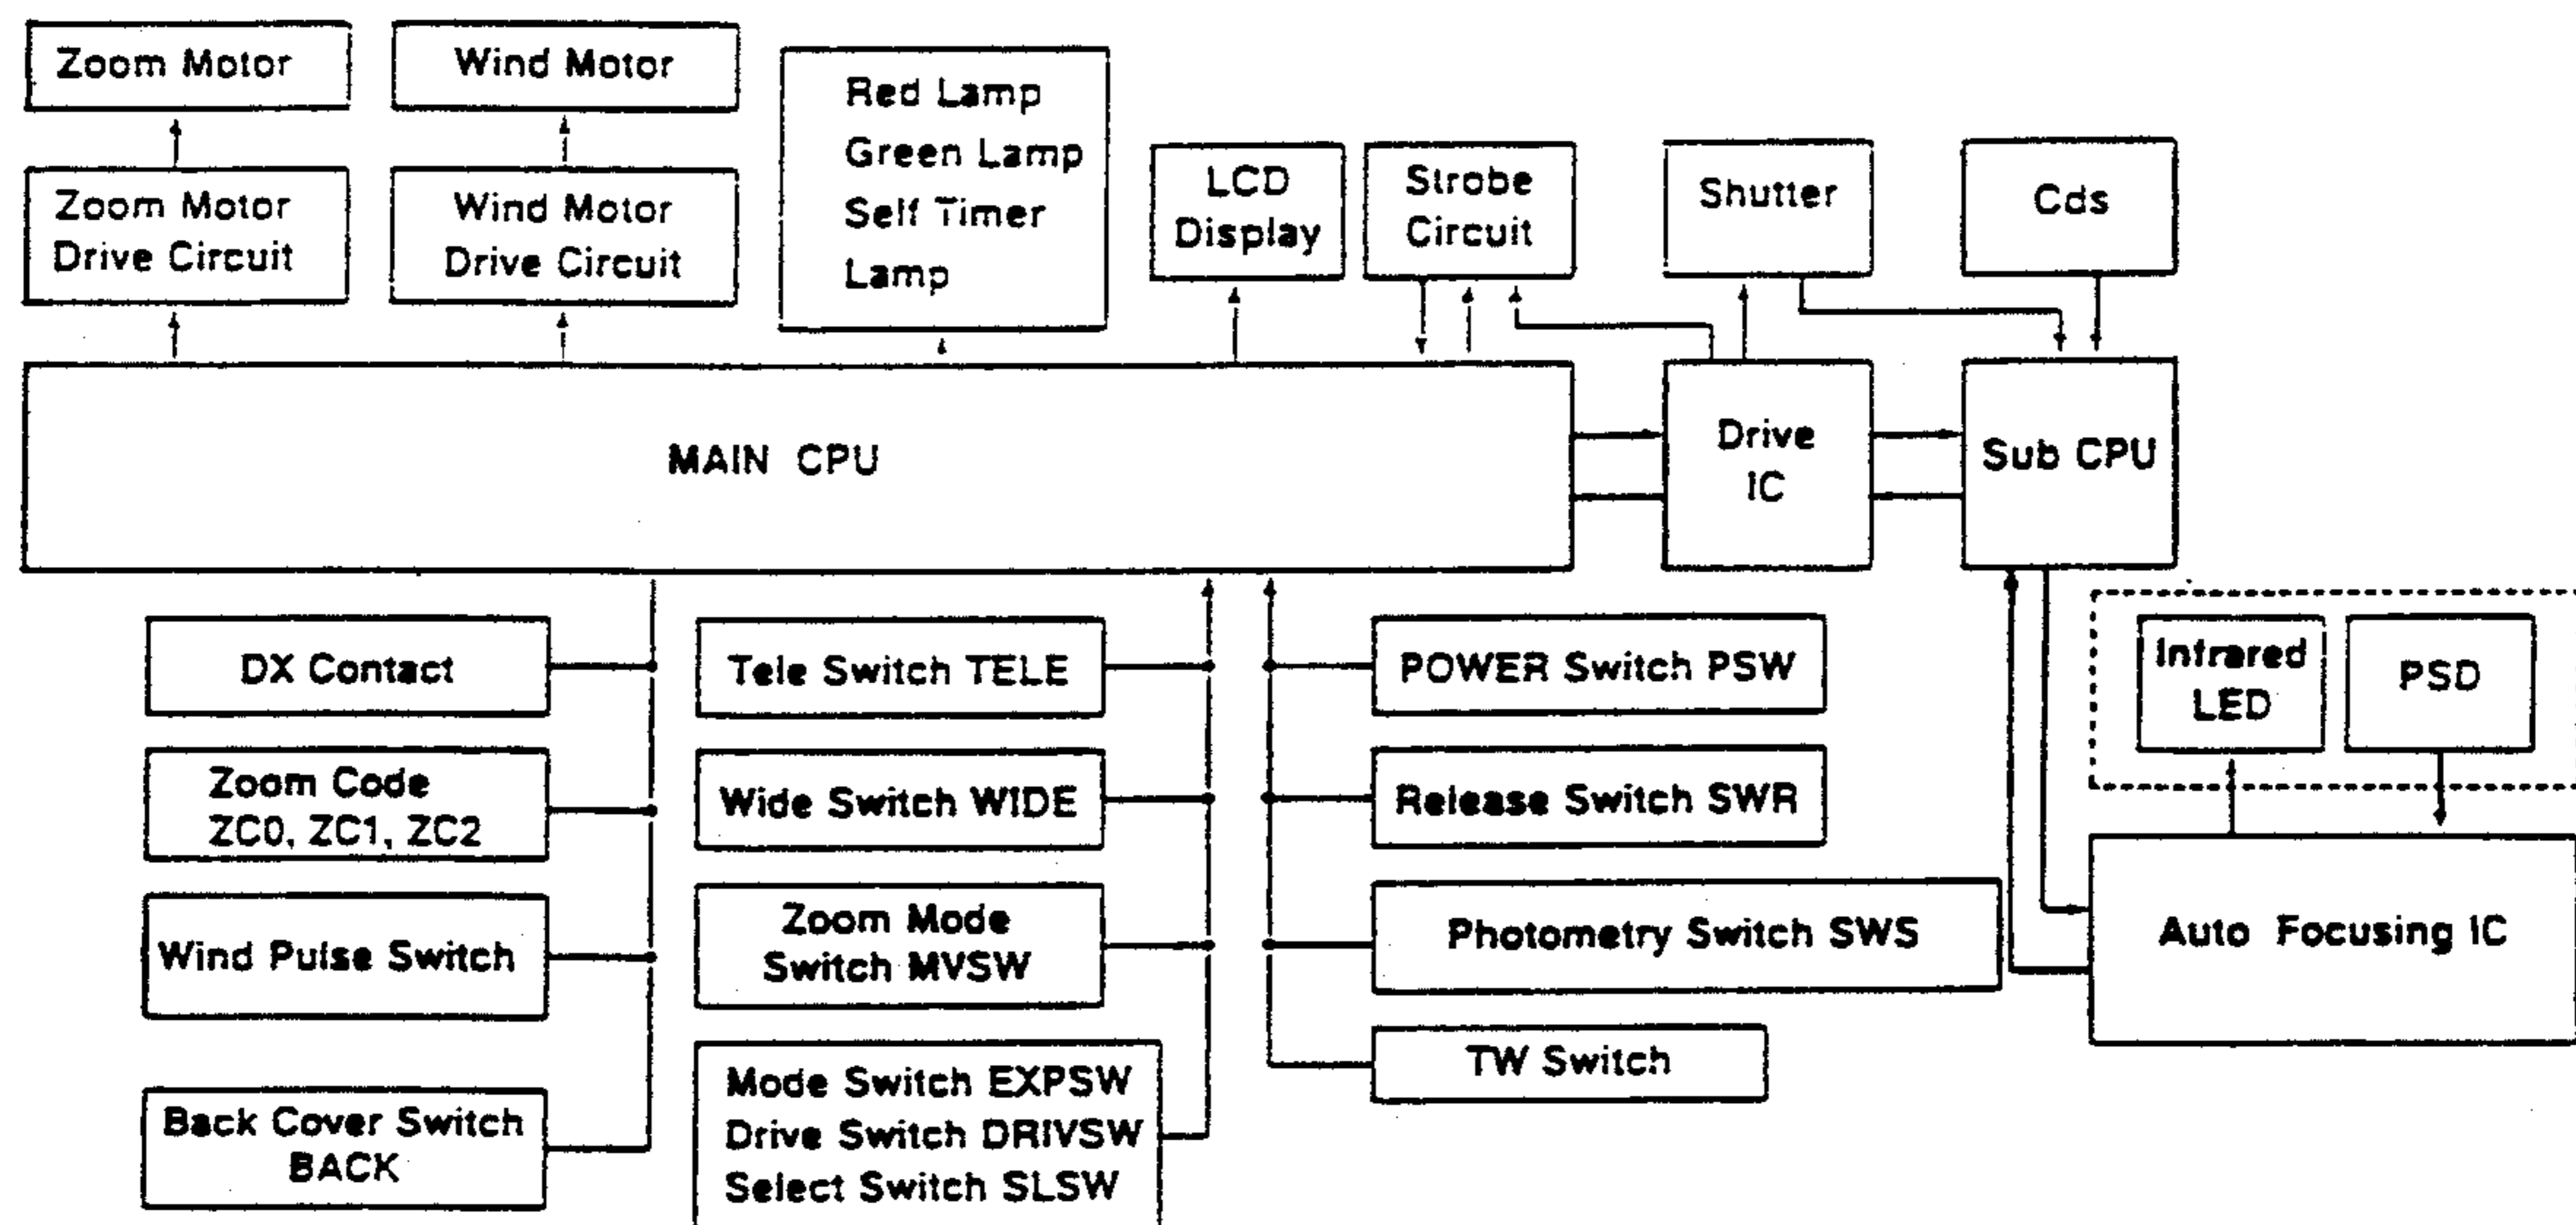 Zoom Motor
Wind Motor
Red Lamp
Green Lamp
Self Timer
Lamp
Zoom Motor
Drive Circuit
Wind Motor
Drive Circuit
LCD
Display
Strobe
Circuit
Shutter
Cds
MAIN CPU
Drive
IC
Sub CPU
DX Contact
Zoom Code
ZC0, ZC1, ZC2
Wind Pulse Switch
Back Cover Switch
BACK
Tele Switch TELE
Wide Switch WIDE
Zoom Mode
Switch MVSW
Mode Switch EXPSW
Drive Switch DRIVSW
Select Switch SLSW
POWER Switch PSW
Release Switch SWR
Photometry Switch SWS
TW Switch
Infrared
LED
PSD
Auto Focusing IC